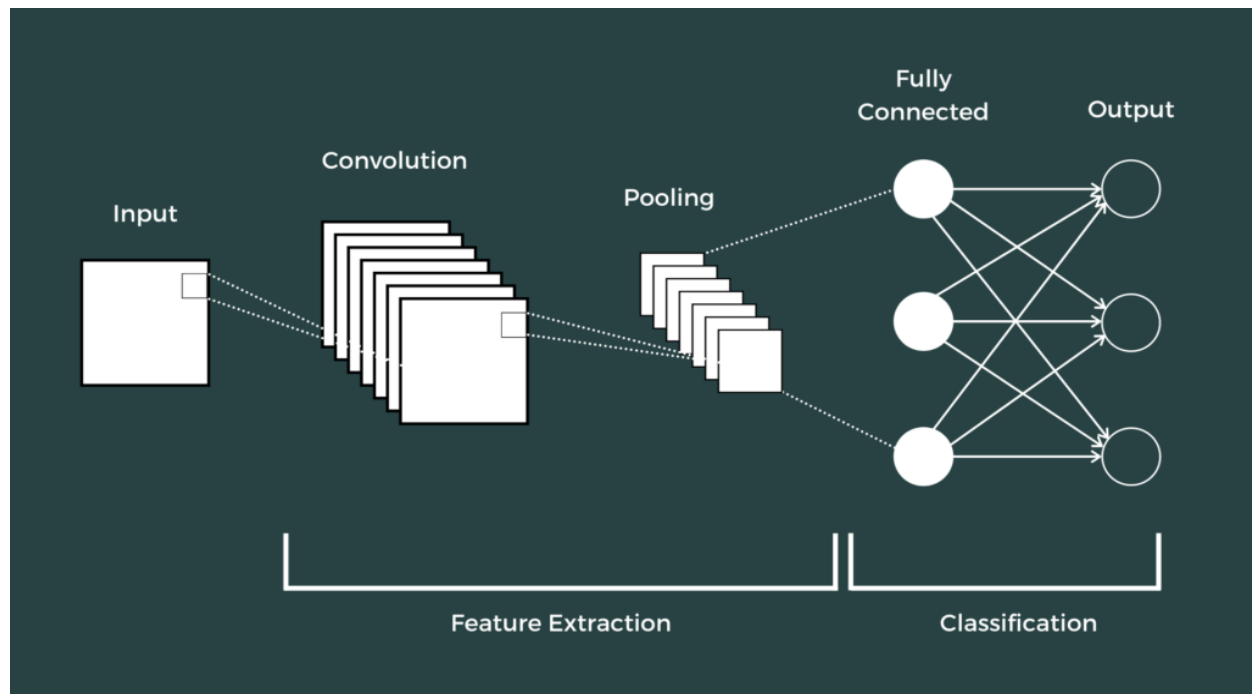 Input
Convolution
Pooling
Fully
Connected
Output
Feature Extraction
Classification